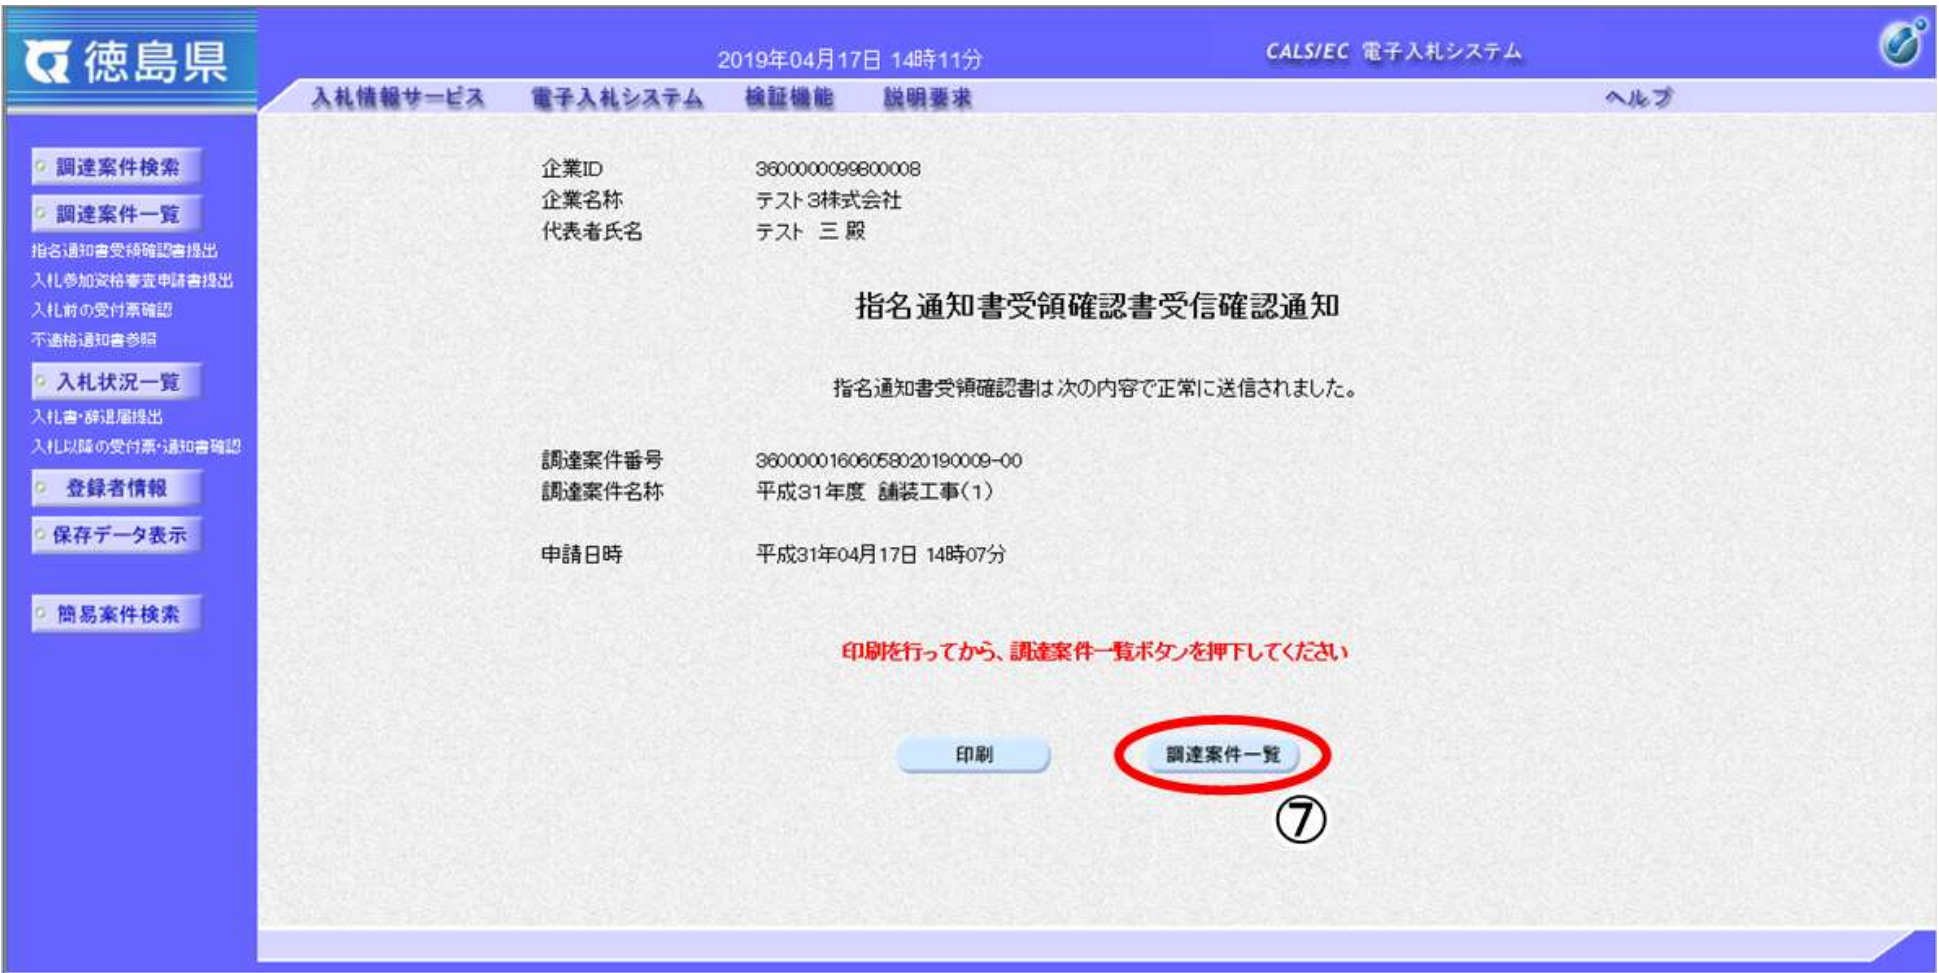 徳島県
2019年04月17日 14時11分
CALS/EC 電子入札システム
入札情報サービス 電子入札システム 検証機能 説明要求 ヘルプ
調達案件検索
調達案件一覧
指名通知書受領確認書提出
入札参加資格審査申請書提出
入札前の受付票確認
不適格通知書参照
入札状況一覧
入札書・辞退届提出
入札以降の受付票・通知書確認
登録者情報
保存データ表示
簡易案件検索
企業ID 3600000099800008
企業名称 テスト3株式会社
代表者氏名 テスト 三 殿
指名通知書受領確認書受信確認通知
指名通知書受領確認書は次の内容で正常に送信されました。
調達案件番号 36000001606058020190009-00
調達案件名称 平成31年度 舗装工事(1)
申請日時 平成31年04月17日 14時07分
印刷を行ってから、調達案件一覧ボタンを押下してください
印刷 調達案件一覧
⑦